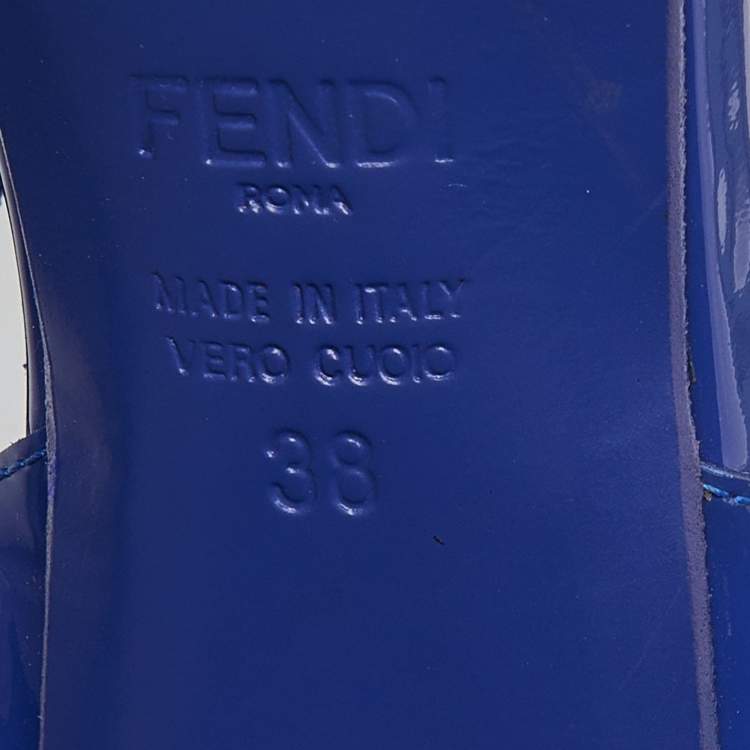 FENDI
ROMA
MADE IN ITALY
VERO CUOIO
38